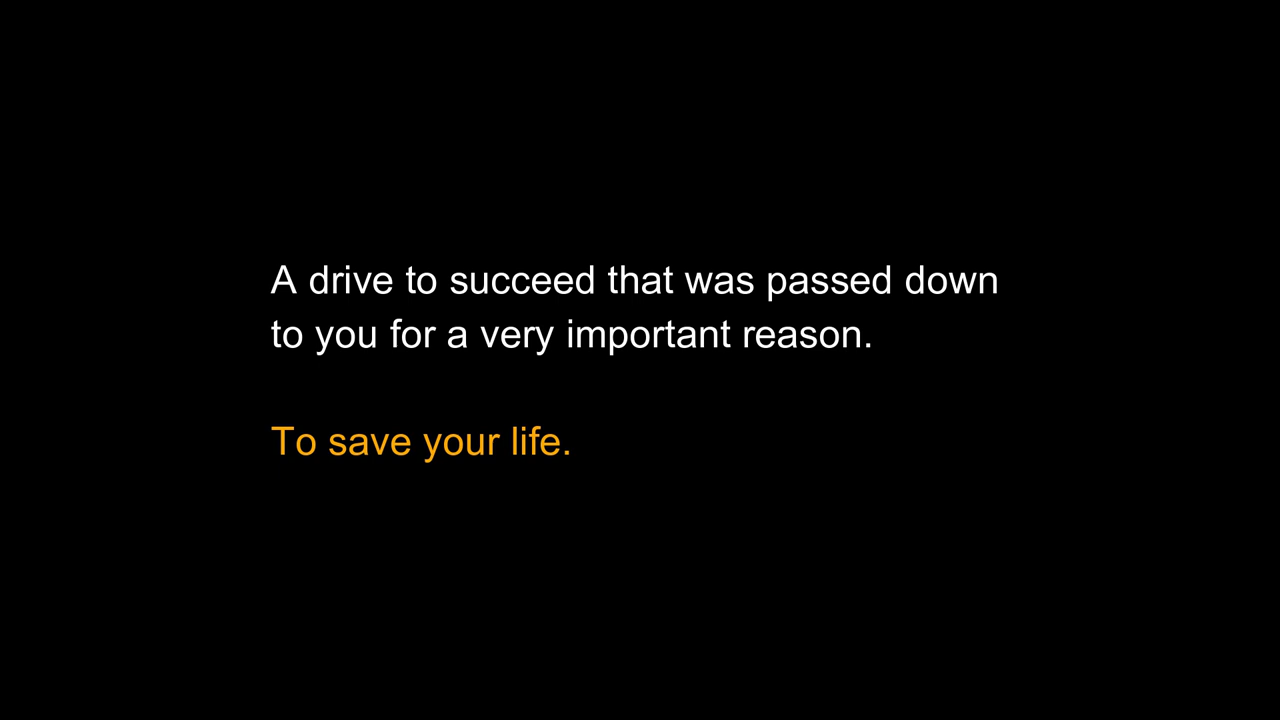 A drive to succeed that was passed down
to you for a very important reason.
To save your life.